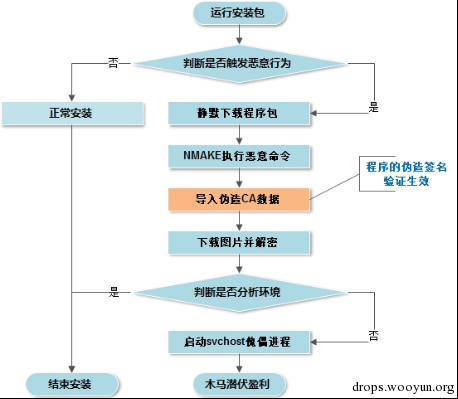 运行安装包
判断是否触发恶意行为
否
是
正常安装
静默下载程序包
NMAKE执行恶意命令
程序的伪造签名
验证生效
导入伪造CA数据
下载图片并解密
判断是否分析环境
是
否
启动svchost傀儡进程
结束安装
木马潜伏盈利
drops.wooyun.org